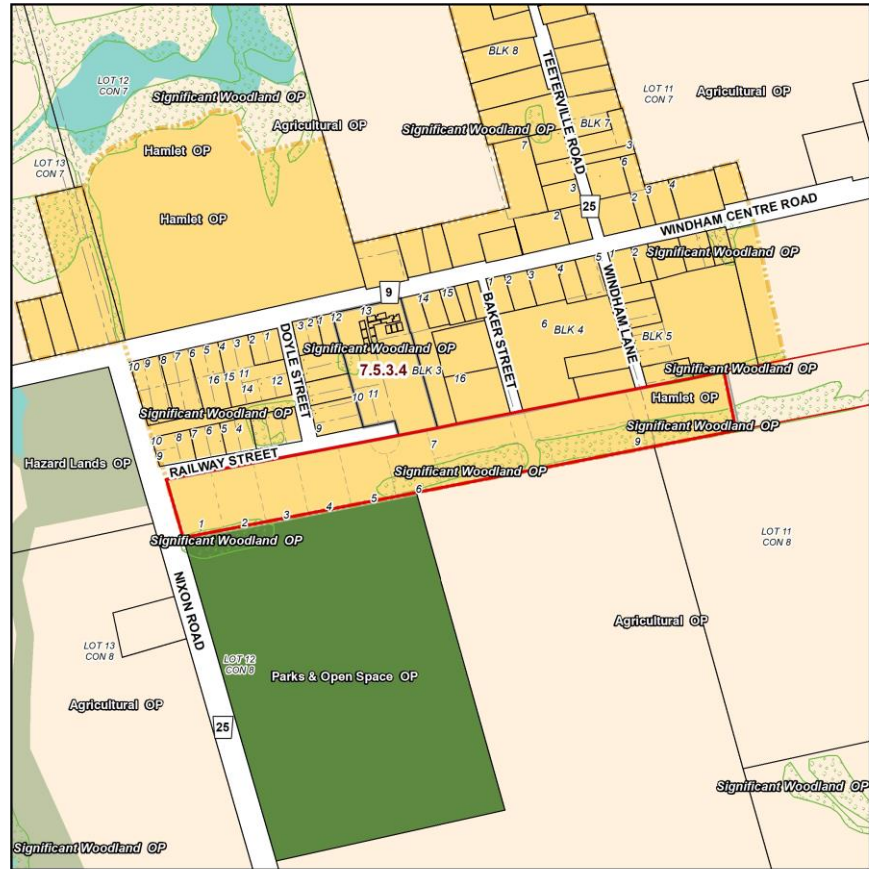 BLK 8
LOT 12
CON 7
LOT 11
CON 7
Agricultural OP
Significant Woodland OP
TEETERVILLE ROAD
Agricultural OP
Significant Woodland OP
BLK 7
3
7
6
LOT 13
CON 7
Hamlet OP
3
4
3
2
Hamlet OP
25
2
WINDHAM CENTRE ROAD
5 1 2
Significant Woodland OP
9
14 15
1 2 3 4
WINDHAM LANE
BAKER STREET
13
12
3 2 1
DOYLE STREET
10 9 8 7 6 5 4 3 2 1
Significant Woodland OP
6 BLK 4
BLK 5
7.5.3.4 BLK 3
16
16 15 11
14 12
10 11
Significant Woodland OP
Hamlet OP
Significant Woodland OP
9
10 8 7 6 5 4
9
Significant Woodland OP
7
9
RAILWAY STREET
Hazard Lands OP
Significant Woodland OP
1 2 3 4 5 6
Significant Woodland OP
LOT 11
CON 8
NIXON ROAD
Agricultural OP
LOT 13
CON 8
LOT 12
CON 8
Parks & Open Space OP
Agricultural OP
25
Significant Woodland OP
Significant Woodland OP